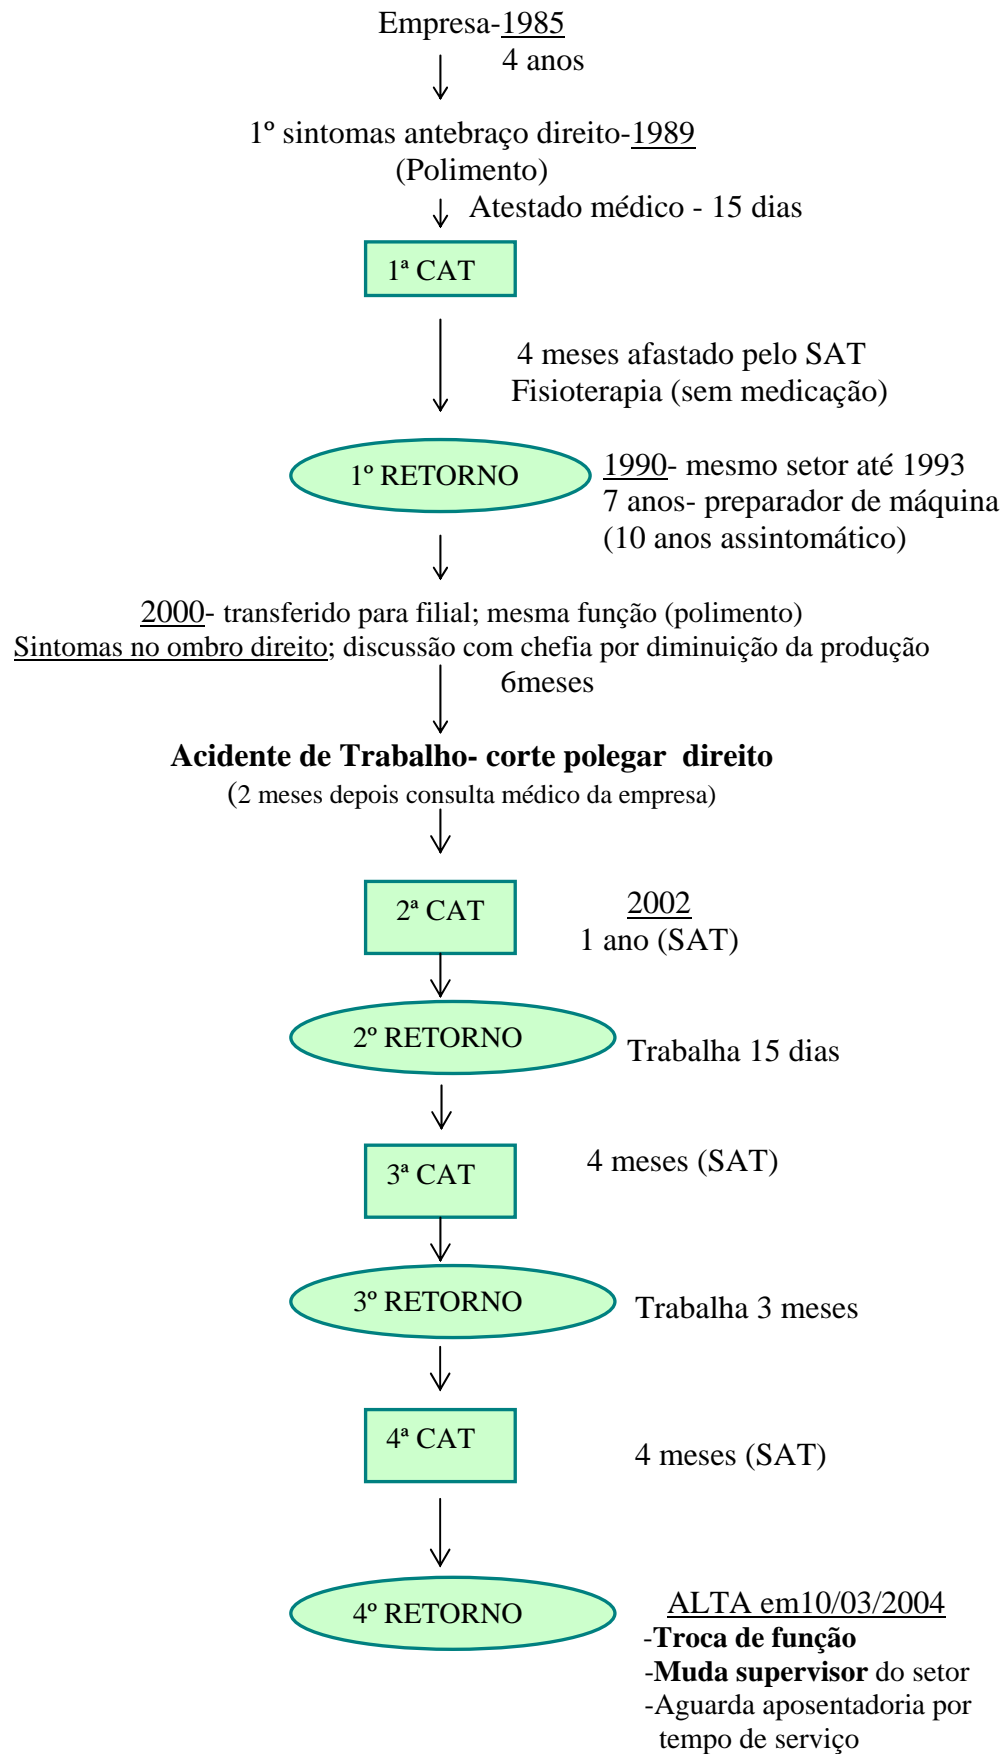 Empresa-1985
4 anos
1º sintomas antebraço direito-1989
(Polimento)
Atestado médico - 15 dias
1ª CAT
4 meses afastado pelo SAT
Fisioterapia (sem medicação)
1º RETORNO
1990- mesmo setor até 1993
7 anos- preparador de máquina
(10 anos assintomático)
2000- transferido para filial; mesma função (polimento)
Sintomas no ombro direito; discussão com chefia por diminuição da produção
6meses
Acidente de Trabalho- corte polegar direito
(2 meses depois consulta médico da empresa)
2ª CAT
2002
1 ano (SAT)
2º RETORNO
Trabalha 15 dias
3ª CAT
4 meses (SAT)
3º RETORNO
Trabalha 3 meses
4ª CAT
4 meses (SAT)
4º RETORNO
ALTA em10/03/2004
-Troca de função
-Muda supervisor do setor
-Aguarda aposentadoria por
tempo de serviço